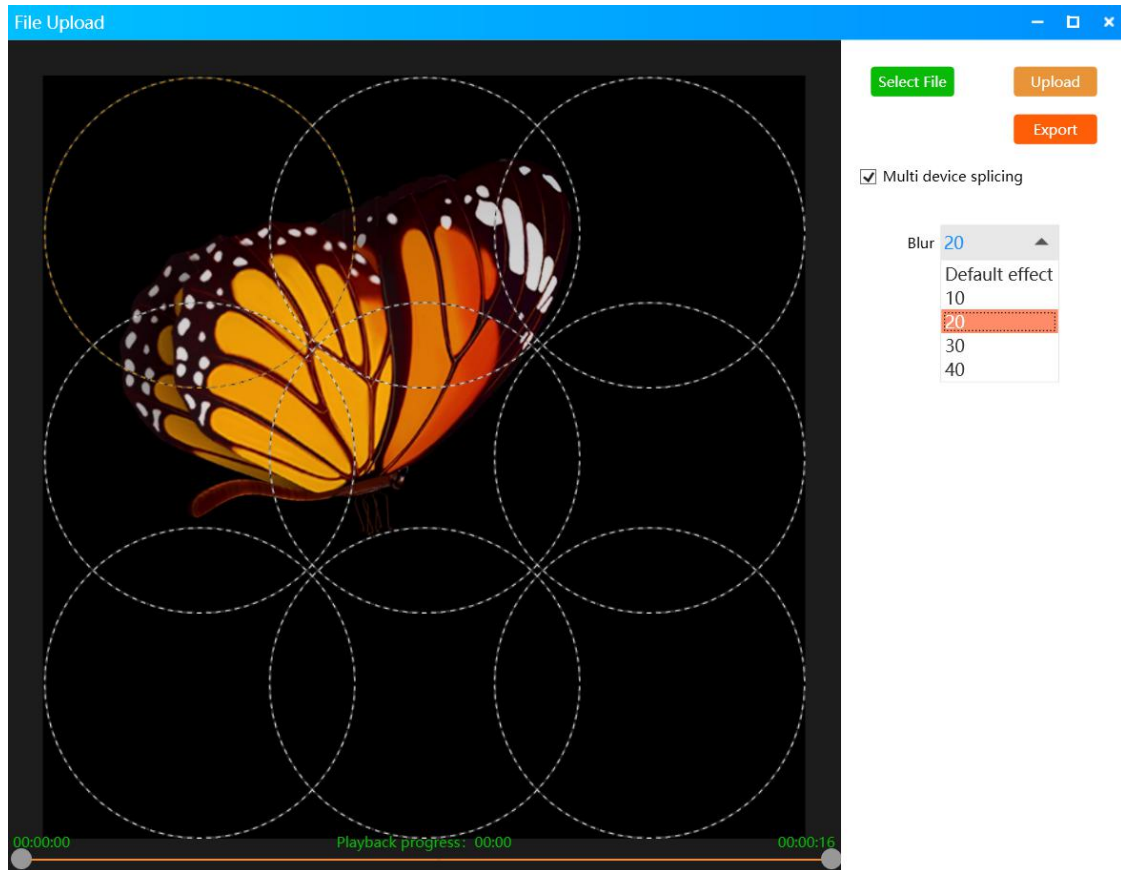 File Upload
Select File
Upload
Export
Multi device splicing
Blur 20
Default effect
10
20
30
40
00:00:00
Playback progress: 00:00
00:00:16